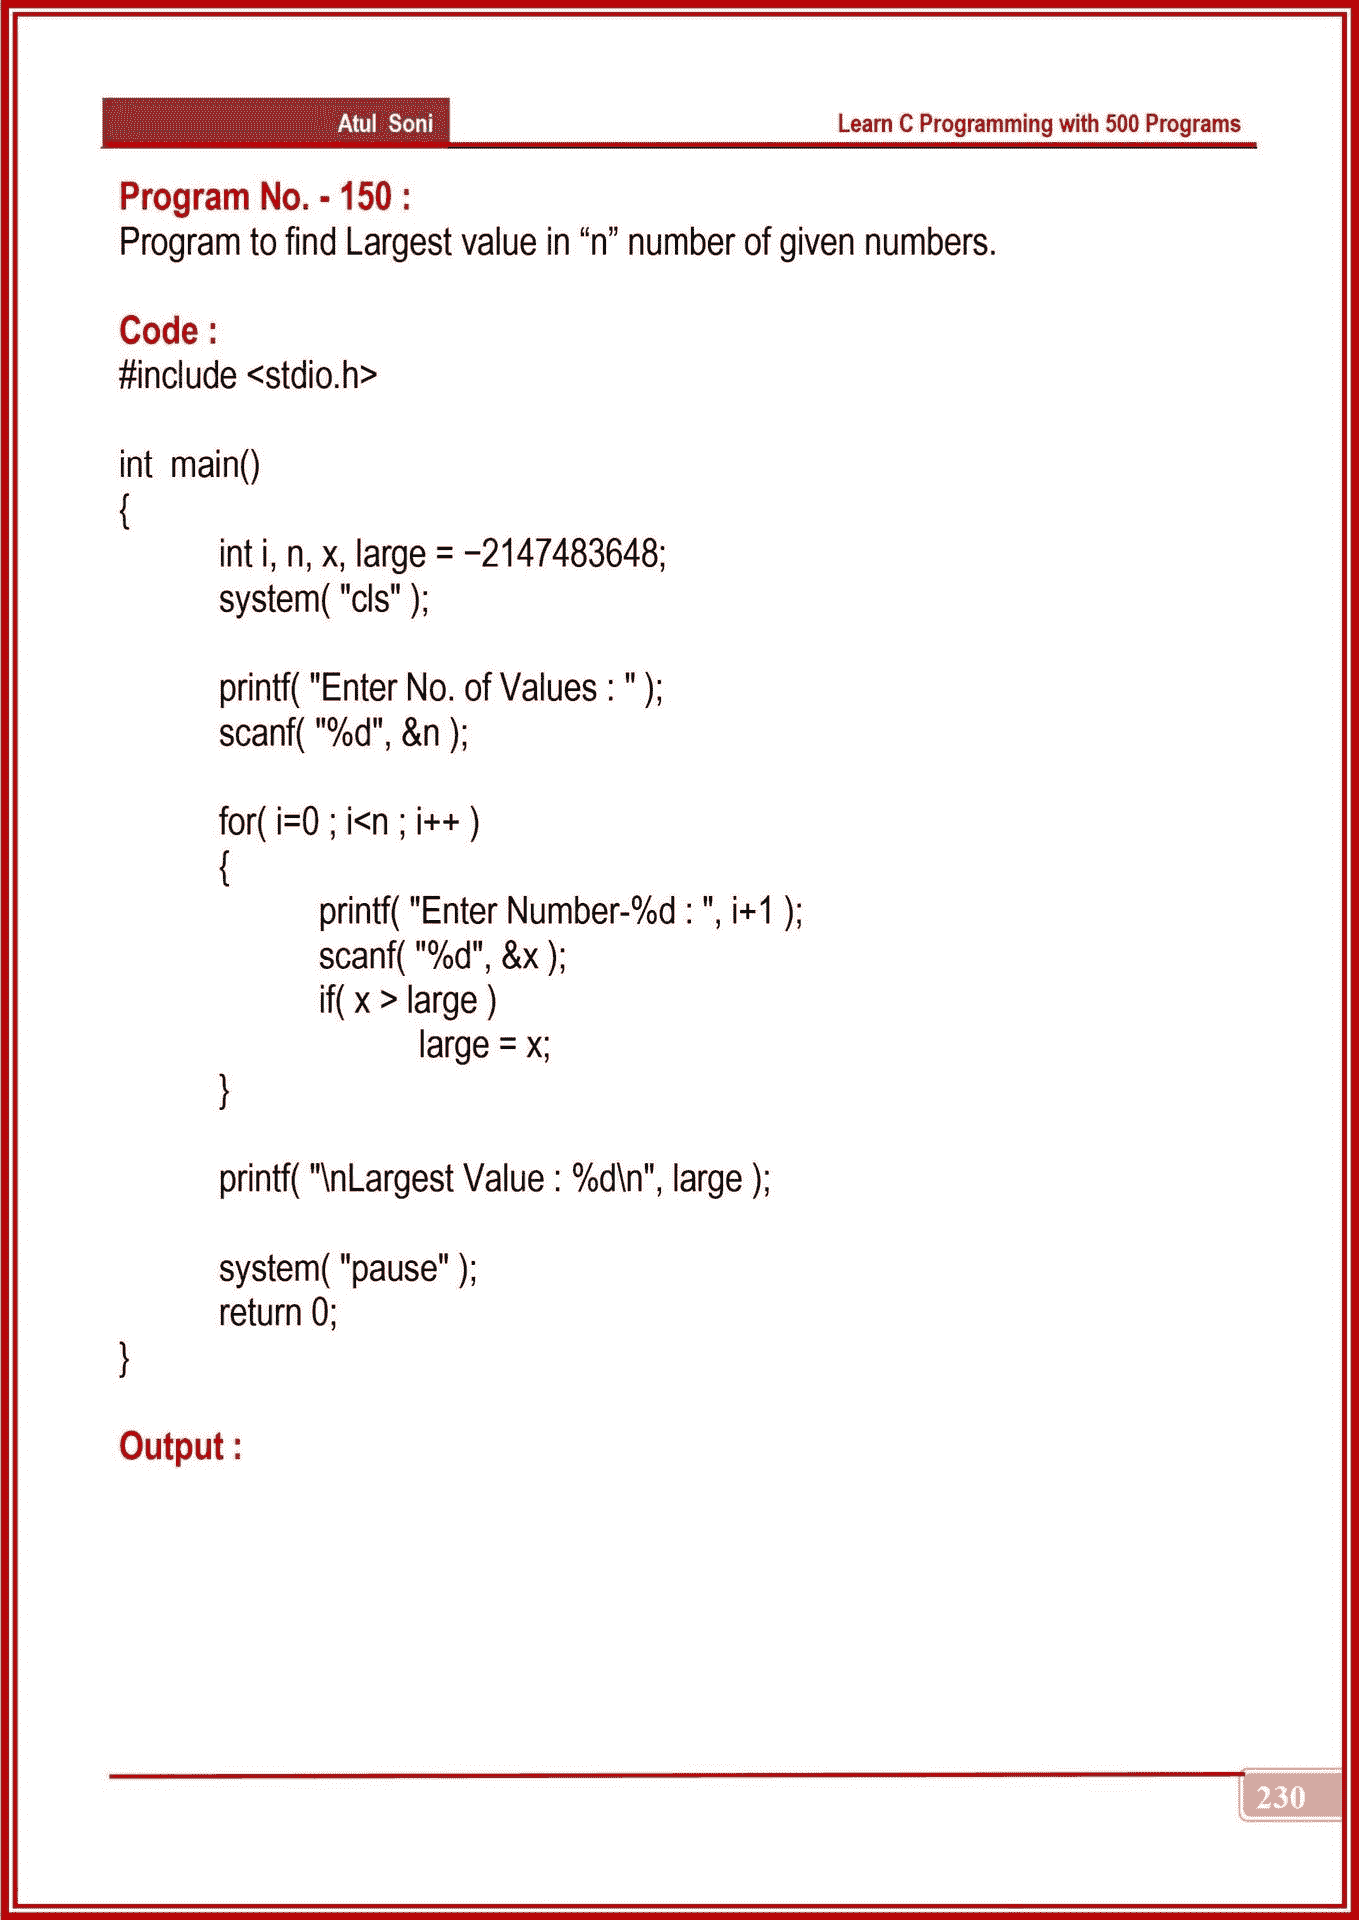 Atul  Soni
Learn C Programming with 500 Programs
Program No. - 150 :
Program to find Largest value in “n” number of given numbers.
Code :
#include <stdio.h>
int  main()
{
int i, n, x, large = −2147483648;
system( "cls" );
printf( "Enter No. of Values : " );
scanf( "%d", &n );
for( i=0 ; i<n ; i++ )
{
printf( "Enter Number-%d : ", i+1 );
scanf( "%d", &x );
if( x > large )
large = x;
}
printf( "\nLargest Value : %d\n", large );
system( "pause" );
return 0;
}
Output :
230